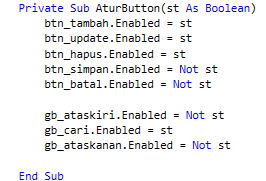 Private Sub AturButton(st As Boolean)
btn_tambah.Enabled = st
btn_update.Enabled = st
btn_hapus.Enabled = st
btn_simpan.Enabled = Not st
btn_batal.Enabled = Not st
gb_ataskiri.Enabled = Not st
gb_cari.Enabled = st
gb_ataskanan.Enabled = Not st
End Sub